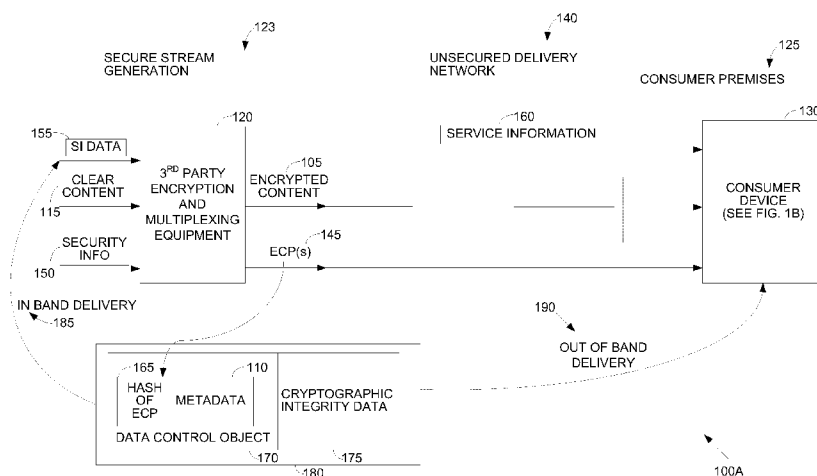 123
140
SECURE STREAM
GENERATION
UNSECURED DELIVERY
NETWORK
125
CONSUMER PREMISES
155
SI DATA
120
160
SERVICE INFORMATION
130
CLEAR
CONTENT
115
3RD PARTY
ENCRYPTION
AND
MULTIPLEXING
EQUIPMENT
105
ENCRYPTED
CONTENT
CONSUMER
DEVICE
(SEE FIG. 1B)
SECURITY
INFO
150
ECP(s)
145
IN BAND DELIVERY
185
190
OUT OF BAND
DELIVERY
165
110
HASH
OF
ECP
METADATA
CRYPTOGRAPHIC
INTEGRITY DATA
DATA CONTROL OBJECT
170
175
180
100A